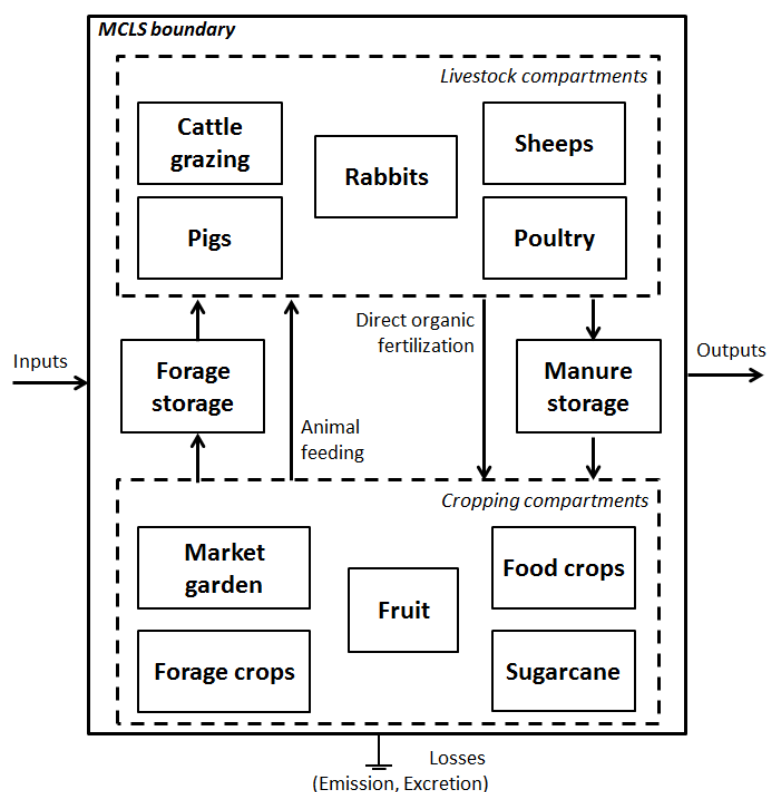 MCLS boundary
Livestock compartments
Cattle
grazing
Rabbits
Sheeps
Pigs
Poultry
Direct organic
fertilization
Inputs
Forage
storage
Animal
feeding
Manure
storage
Outputs
Cropping compartments
Market
garden
Fruit
Food crops
Forage crops
Sugarcane
Losses
(Emission, Excretion)